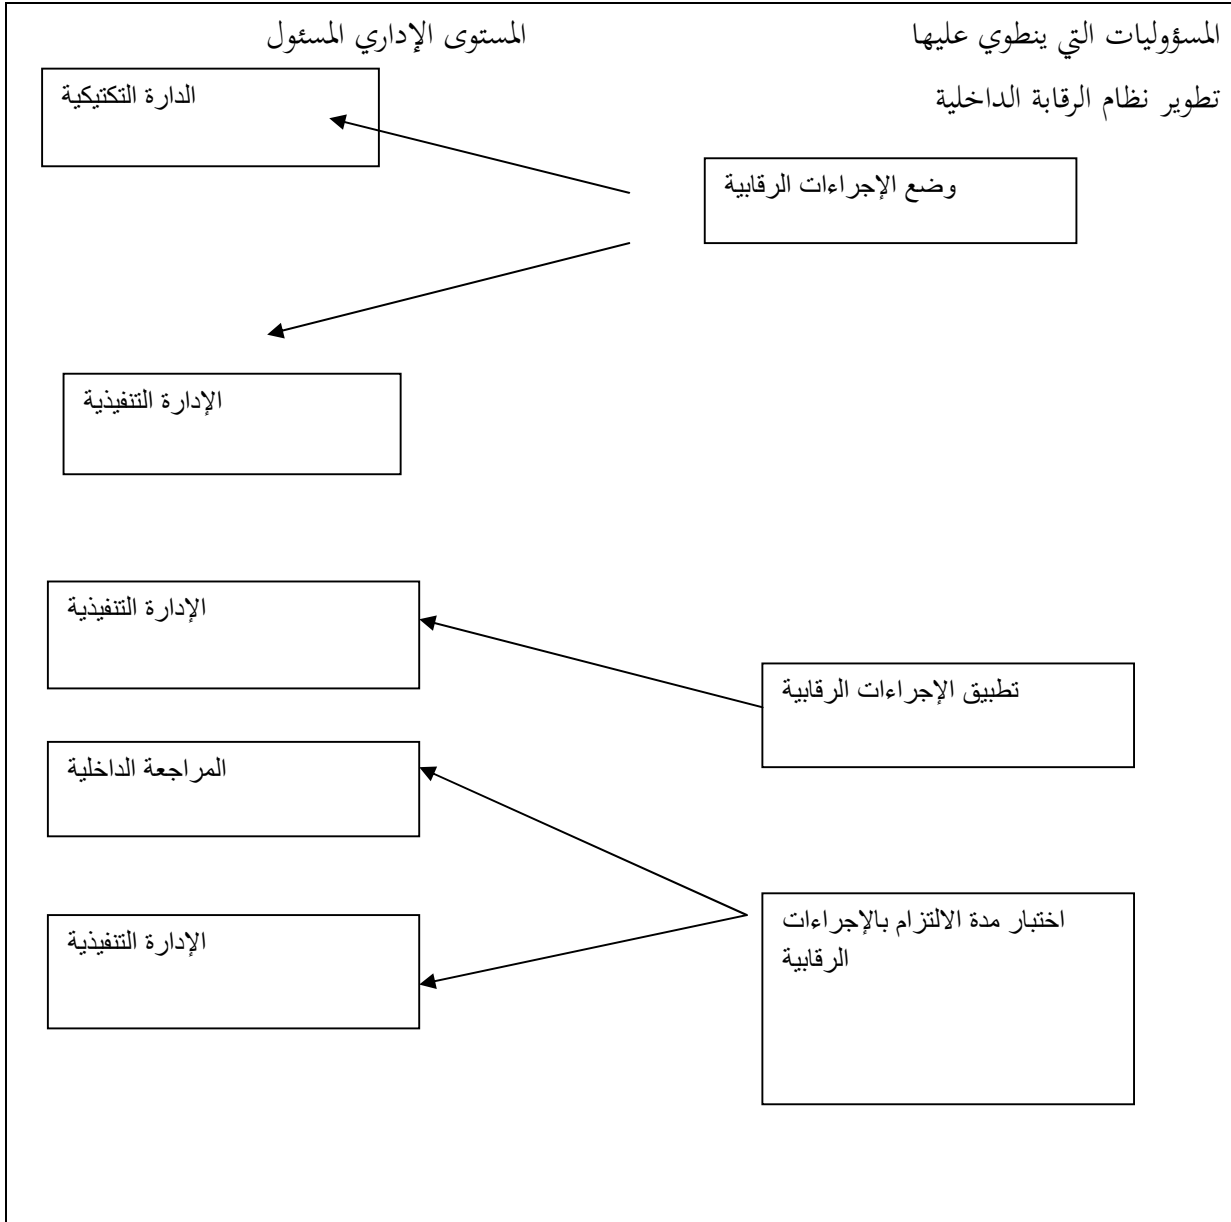 المسؤوليات التي ينطوي عليها
المستوى الإداري المسئول
تطوير نظام الرقابة الداخلية
الدارة التكتيكية
وضع الإجراءات الرقابية
الإدارة التنفيذية
الإدارة التنفيذية
تطبيق الإجراءات الرقابية
المراجعة الداخلية
اختبار مدة الالتزام بالإجراءات
الرقابية
الإدارة التنفيذية